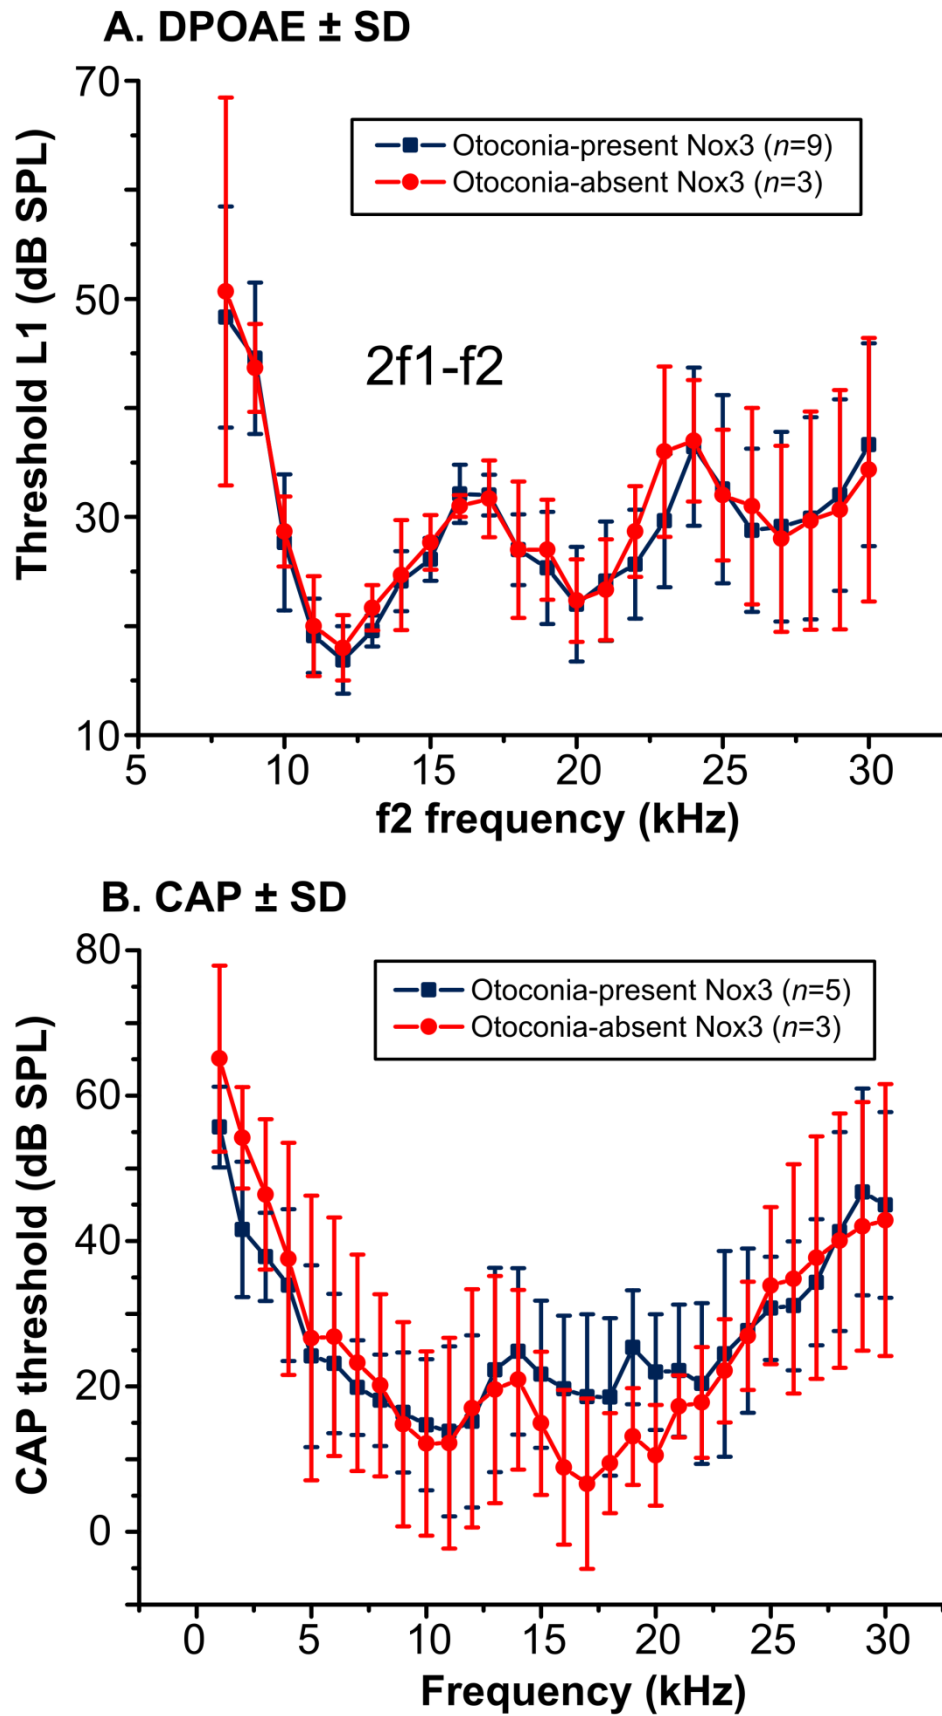 A. DPOAE ± SD
70
50
30
10
Threshold L1 (dB SPL)
Otoconia-present Nox3 (n=9)
Otoconia-absent Nox3 (n=3)
2f1-f2
5 10 15 20 25 30
f2 frequency (kHz)
B. CAP ± SD
80
60
40
20
0
CAP threshold (dB SPL)
Otoconia-present Nox3 (n=5)
Otoconia-absent Nox3 (n=3)
0 5 10 15 20 25 30
Frequency (kHz)